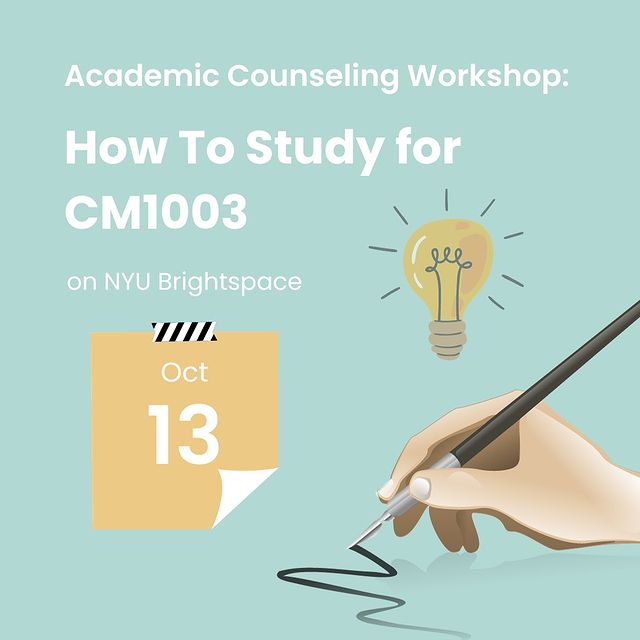 Academic Counseling Workshop:
How To Study for
CM1003
on NYU Brightspace
Oct
13